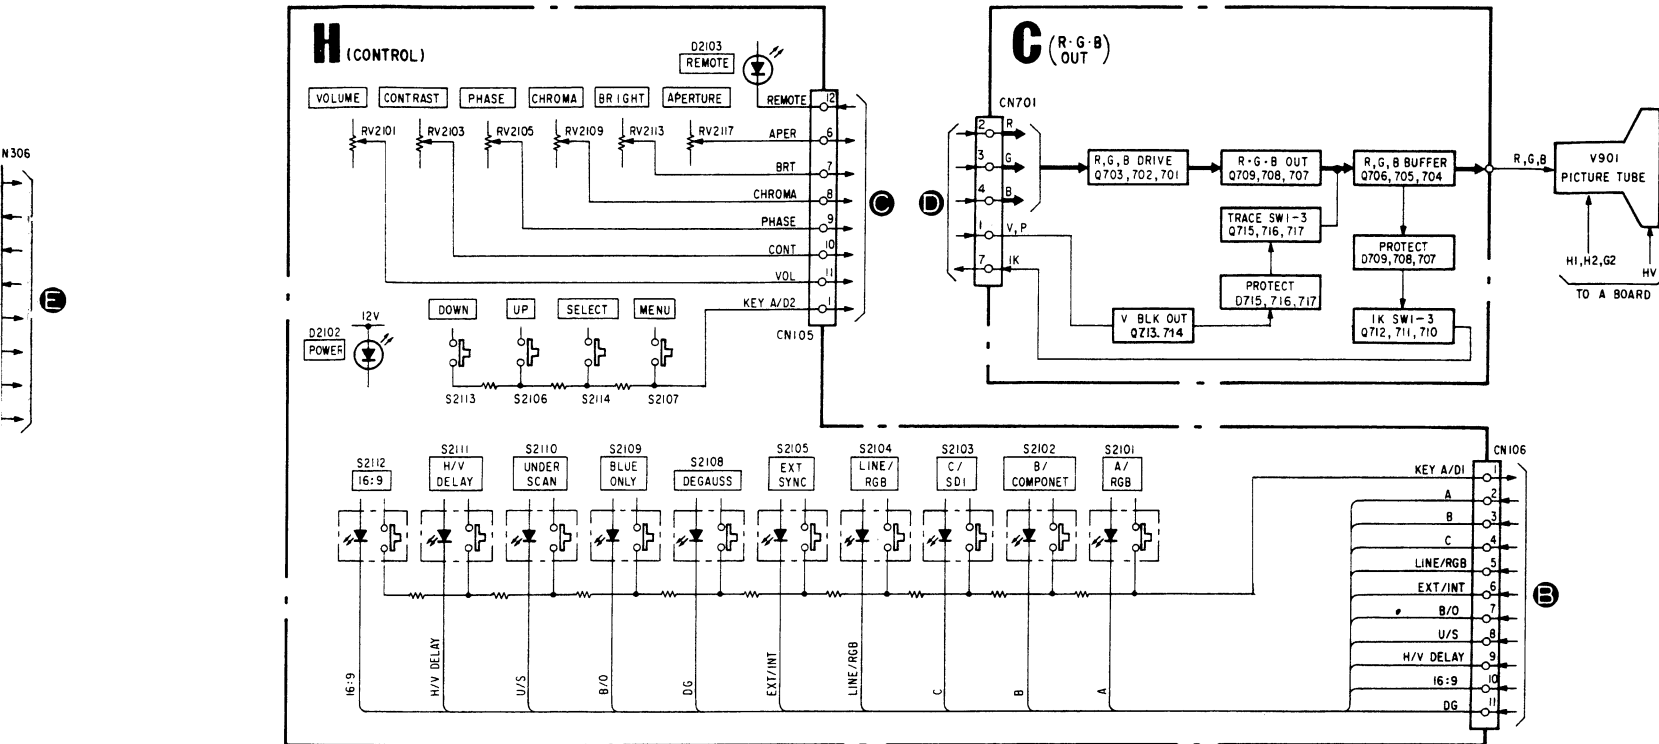 N306
E
H (CONTROL)
D2103
REMOTE
VOLUME
CONTRAST
PHASE
CHROMA
BRIGHT
APERTURE
RV2101
RV2103
RV2105
RV2109
RV2113
RV2117
REMOTE 12
APER 6
BRT 7
CHROMA 8
PHASE 9
CONT 10
VOL 11
KEY A/D2 1
CN105
C
12V
D2102
POWER
DOWN
UP
SELECT
MENU
S2113
S2106
S2114
S2107
C (R·G·B) OUT
CN701
D
2 R
3 G
4 B
1 V,P
7 IK
R,G,B DRIVE
Q703,702,701
R·G·B OUT
Q709,708,707
R,G,B BUFFER
Q706,705,704
TRACE SW1-3
Q715,716,717
PROTECT
D709,708,707
PROTECT
D715,716,717
V BLK OUT
Q713.714
IK SW1-3
Q712,711,710
R,G,B
V901
PICTURE TUBE
H1,H2,G2
HV
TO A BOARD
S2112
16:9
S2111
H/V
DELAY
S2110
UNDER
SCAN
S2109
BLUE
ONLY
S2108
DEGAUSS
S2105
EXT
SYNC
S2104
LINE/
RGB
S2103
C/
SDI
S2102
B/
COMPONET
S2101
A/
RGB
16:9
H/V DELAY
U/S
B/O
DG
EXT/INT
LINE/RGB
C
B
A
CN106
KEY A/D1 1
A 2
B 3
C 4
LINE/RGB 5
EXT/INT 6
B/O 7
U/S 8
H/V DELAY 9
16:9 10
DG 11
B